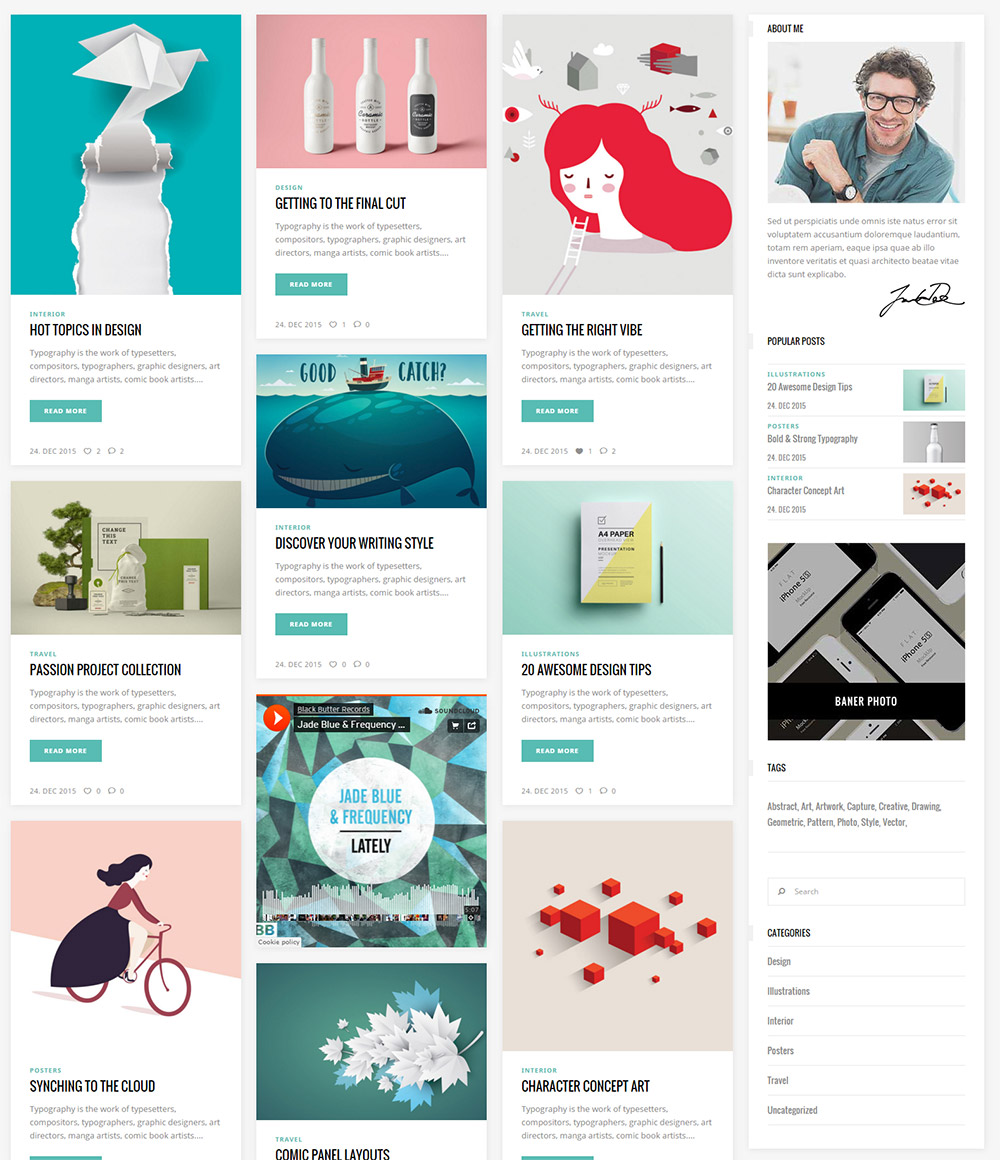 INTERIOR
HOT TOPICS IN DESIGN
Typography is the work of typesetters,
compositors, typographers, graphic designers, art
directors, manga artists, comic book artists....
READ MORE
24. DEC 2015 2 2
CHANGE
THIS
TEXT
TRAVEL
PASSION PROJECT COLLECTION
Typography is the work of typesetters,
compositors, typographers, graphic designers, art
directors, manga artists, comic book artists....
READ MORE
24. DEC 2015 0 0
POSTERS
SYNCHING TO THE CLOUD
Typography is the work of typesetters,
compositors, typographers, graphic designers, art
directors, manga artists, comic book artists....
Ceramic
Ceramic
Ceramic
DESIGN
GETTING TO THE FINAL CUT
Typography is the work of typesetters,
compositors, typographers, graphic designers, art
directors, manga artists, comic book artists....
READ MORE
24. DEC 2015 1 0
GOOD CATCH?
INTERIOR
DISCOVER YOUR WRITING STYLE
Typography is the work of typesetters,
compositors, typographers, graphic designers, art
directors, manga artists, comic book artists....
READ MORE
24. DEC 2015 0 0
Black Butter Records
SOUNDCLOUD
Jade Blue & Frequency ...
JADE BLUE
& FREQUENCY
LATELY
5:07
BB
Cookie policy
TRAVEL
COMIC PANEL LAYOUTS
TRAVEL
GETTING THE RIGHT VIBE
Typography is the work of typesetters,
compositors, typographers, graphic designers, art
directors, manga artists, comic book artists....
READ MORE
24. DEC 2015 1 2
A4 PAPER
OVERHEAD VIEW
PRESENTATION
MOCKUP
ILLUSTRATIONS
20 AWESOME DESIGN TIPS
Typography is the work of typesetters,
compositors, typographers, graphic designers, art
directors, manga artists, comic book artists....
READ MORE
24. DEC 2015 1 0
INTERIOR
CHARACTER CONCEPT ART
Typography is the work of typesetters,
compositors, typographers, graphic designers, art
directors, manga artists, comic book artists....
ABOUT ME
Sed ut perspiciatis unde omnis iste natus error sit
voluptatem accusantium doloremque laudantium,
totam rem aperiam, eaque ipsa quae ab illo
inventore veritatis et quasi architecto beatae vitae
dicta sunt explicabo.
POPULAR POSTS
ILLUSTRATIONS
20 Awesome Design Tips
24. DEC 2015
POSTERS
Bold & Strong Typography
24. DEC 2015
INTERIOR
Character Concept Art
24. DEC 2015
FLAT
iPhone 5S
MockUp
FLAT
iPhone 5S
MockUp
BANER PHOTO
TAGS
Abstract, Art, Artwork, Capture, Creative, Drawing,
Geometric, Pattern, Photo, Style, Vector,
Search
CATEGORIES
Design
Illustrations
Interior
Posters
Travel
Uncategorized